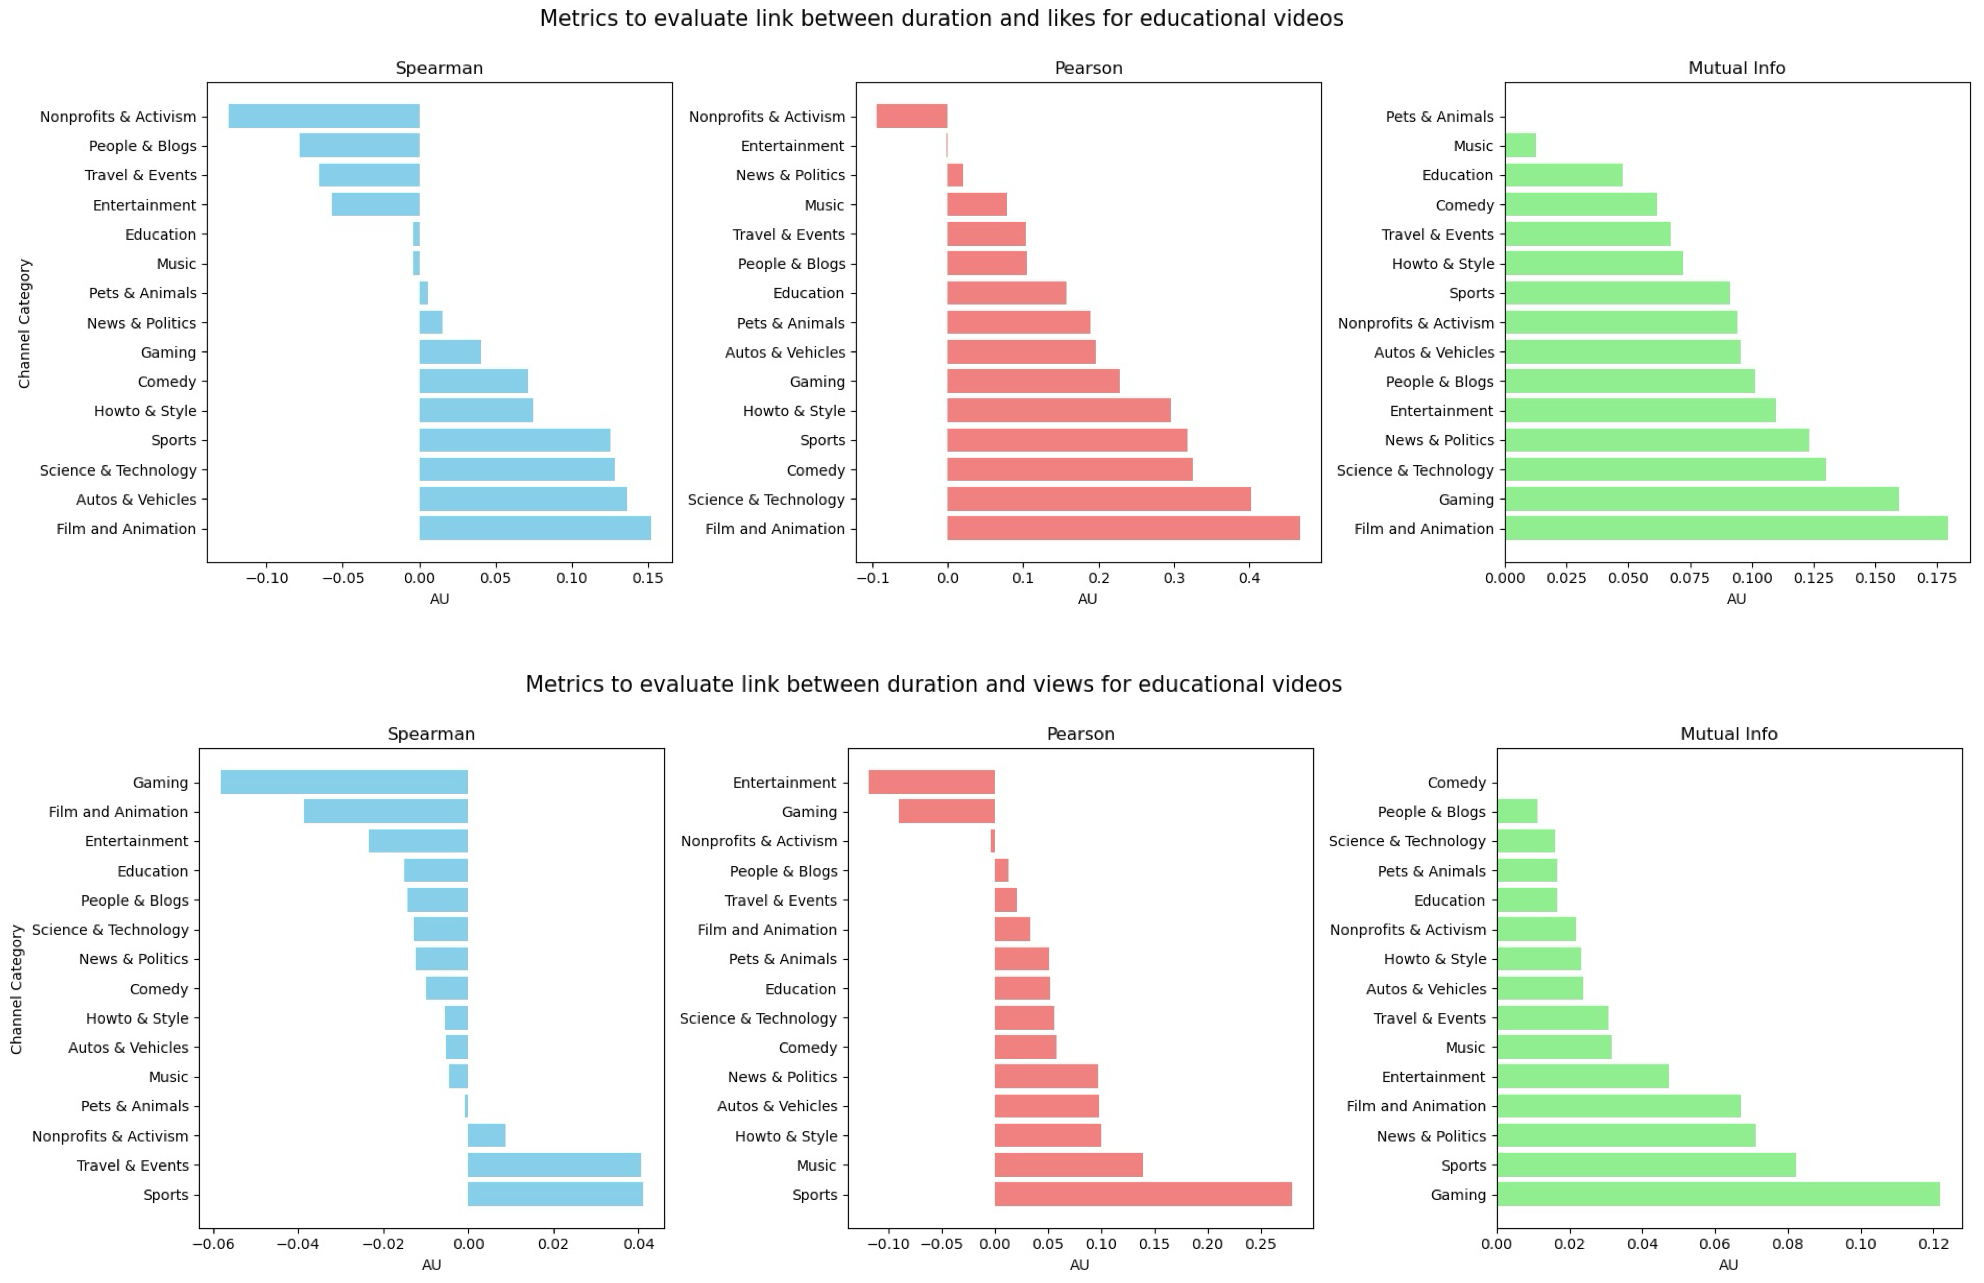 Metrics to evaluate link between duration and likes for educational videos
Spearman
Channel Category
Nonprofits & Activism
People & Blogs
Travel & Events
Entertainment
Education
Music
Pets & Animals
News & Politics
Gaming
Comedy
Howto & Style
Sports
Science & Technology
Autos & Vehicles
Film and Animation
−0.10 −0.05 0.00 0.05 0.10 0.15
AU
Pearson
Nonprofits & Activism
Entertainment
News & Politics
Music
Travel & Events
People & Blogs
Education
Pets & Animals
Autos & Vehicles
Gaming
Howto & Style
Sports
Comedy
Science & Technology
Film and Animation
−0.1 0.0 0.1 0.2 0.3 0.4
AU
Mutual Info
Pets & Animals
Music
Education
Comedy
Travel & Events
Howto & Style
Sports
Nonprofits & Activism
Autos & Vehicles
People & Blogs
Entertainment
News & Politics
Science & Technology
Gaming
Film and Animation
0.000 0.025 0.050 0.075 0.100 0.125 0.150 0.175
AU
Metrics to evaluate link between duration and views for educational videos
Spearman
Channel Category
Gaming
Film and Animation
Entertainment
Education
People & Blogs
Science & Technology
News & Politics
Comedy
Howto & Style
Autos & Vehicles
Music
Pets & Animals
Nonprofits & Activism
Travel & Events
Sports
−0.06 −0.04 −0.02 0.00 0.02 0.04
AU
Pearson
Entertainment
Gaming
Nonprofits & Activism
People & Blogs
Travel & Events
Film and Animation
Pets & Animals
Education
Science & Technology
Comedy
News & Politics
Autos & Vehicles
Howto & Style
Music
Sports
−0.10 −0.05 0.00 0.05 0.10 0.15 0.20 0.25
AU
Mutual Info
Comedy
People & Blogs
Science & Technology
Pets & Animals
Education
Nonprofits & Activism
Howto & Style
Autos & Vehicles
Travel & Events
Music
Entertainment
Film and Animation
News & Politics
Sports
Gaming
0.00 0.02 0.04 0.06 0.08 0.10 0.12
AU